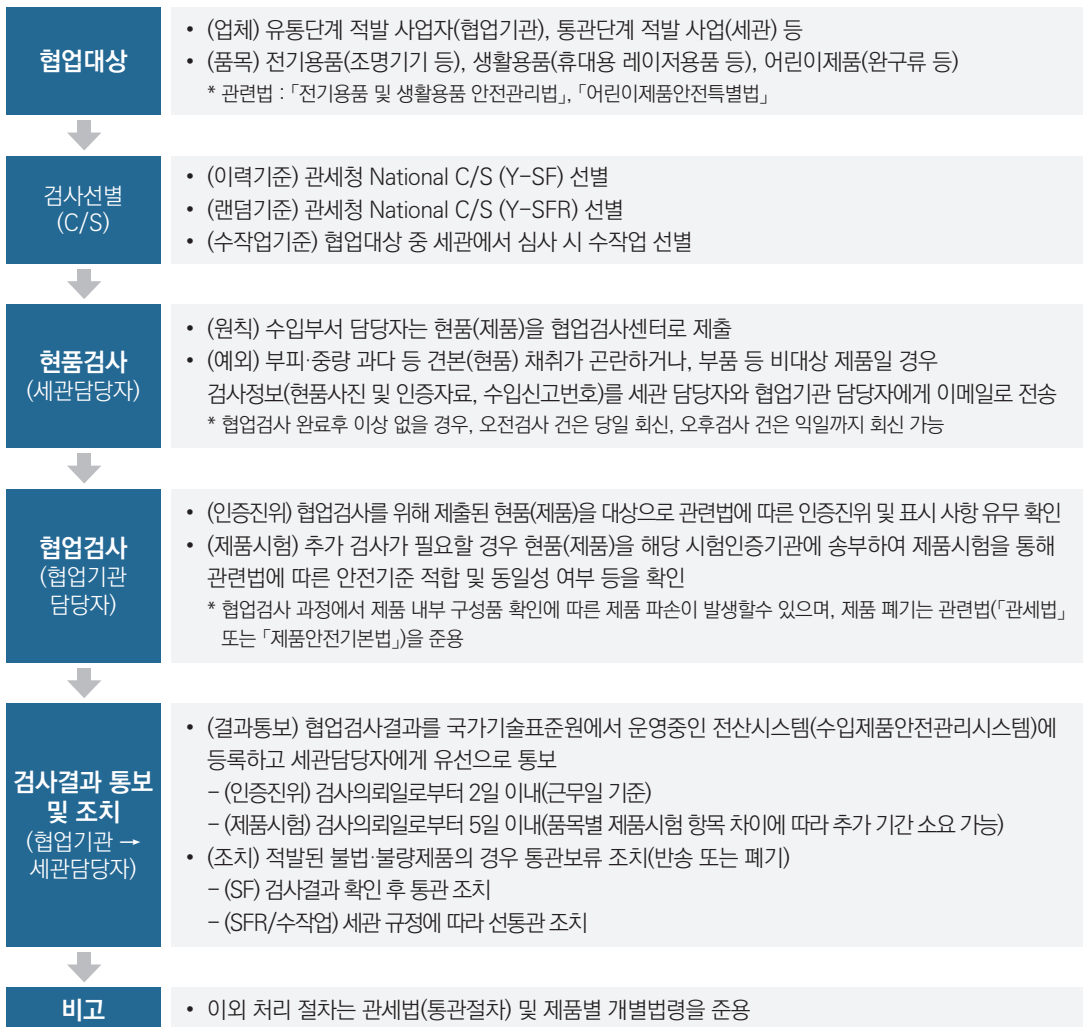 협업대상
• (업체) 유통단계 적발 사업자(협업기관), 통관단계 적발 사업(세관) 등
• (품목) 전기용품(조명기기 등), 생활용품(휴대용 레이저용품 등), 어린이제품(완구류 등)
* 관련법 : 「전기용품 및 생활용품 안전관리법」, 「어린이제품안전특별법」
검사선별
(C/S)
• (이력기준) 관세청 National C/S (Y-SF) 선별
• (랜덤기준) 관세청 National C/S (Y-SFR) 선별
• (수작업기준) 협업대상 중 세관에서 심사 시 수작업 선별
현품검사
(세관담당자)
• (원칙) 수입부서 담당자는 현품(제품)을 협업검사센터로 제출
• (예외) 부피·중량 과다 등 견본(현품) 채취가 곤란하거나, 부품 등 비대상 제품일 경우
검사정보(현품사진 및 인증자료, 수입신고번호)를 세관 담당자와 협업기관 담당자에게 이메일로 전송
* 협업검사 완료후 이상 없을 경우, 오전검사 건은 당일 회신, 오후검사 건은 익일까지 회신 가능
협업검사
(협업기관
담당자)
• (인증진위) 협업검사를 위해 제출된 현품(제품)을 대상으로 관련법에 따른 인증진위 및 표시 사항 유무 확인
• (제품시험) 추가 검사가 필요할 경우 현품(제품)을 해당 시험인증기관에 송부하여 제품시험을 통해
관련법에 따른 안전기준 적합 및 동일성 여부 등을 확인
* 협업검사 과정에서 제품 내부 구성품 확인에 따른 제품 파손이 발생할수 있으며, 제품 폐기는 관련법(「관세법」
또는 「제품안전기본법」)을 준용
검사결과 통보
및 조치
(협업기관 →
세관담당자)
• (결과통보) 협업검사결과를 국가기술표준원에서 운영중인 전산시스템(수입제품안전관리시스템)에
등록하고 세관담당자에게 유선으로 통보
- (인증진위) 검사의뢰일로부터 2일 이내(근무일 기준)
- (제품시험) 검사의뢰일로부터 5일 이내(품목별 제품시험 항목 차이에 따라 추가 기간 소요 가능)
• (조치) 적발된 불법·불량제품의 경우 통관보류 조치(반송 또는 폐기)
- (SF) 검사결과 확인 후 통관 조치
- (SFR/수작업) 세관 규정에 따라 선통관 조치
비고
• 이외 처리 절차는 관세법(통관절차) 및 제품별 개별법령을 준용